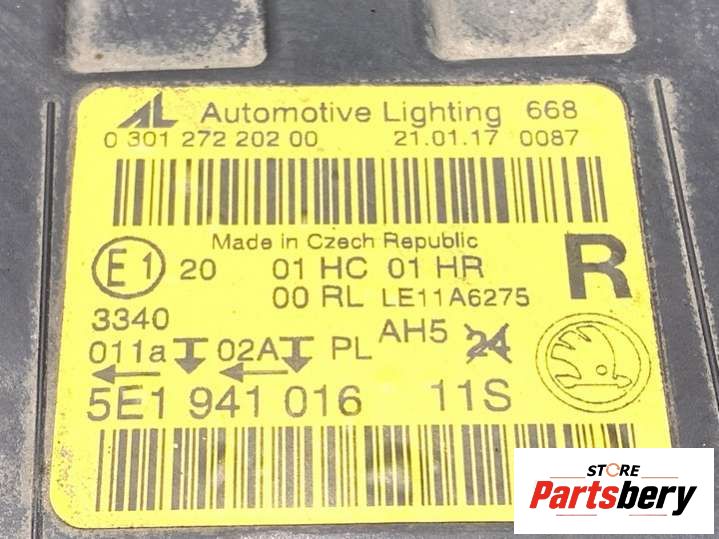 AL Automotive Lighting 668
0 301 272 202 00 21.01.17 0087
Made in Czech Republic
E1 20 01 HC 01 HR R
00 RL LE11A6275
3340 AH5 24
011a 02A PL
5E1 941 016 11S
STORE
Partsbery